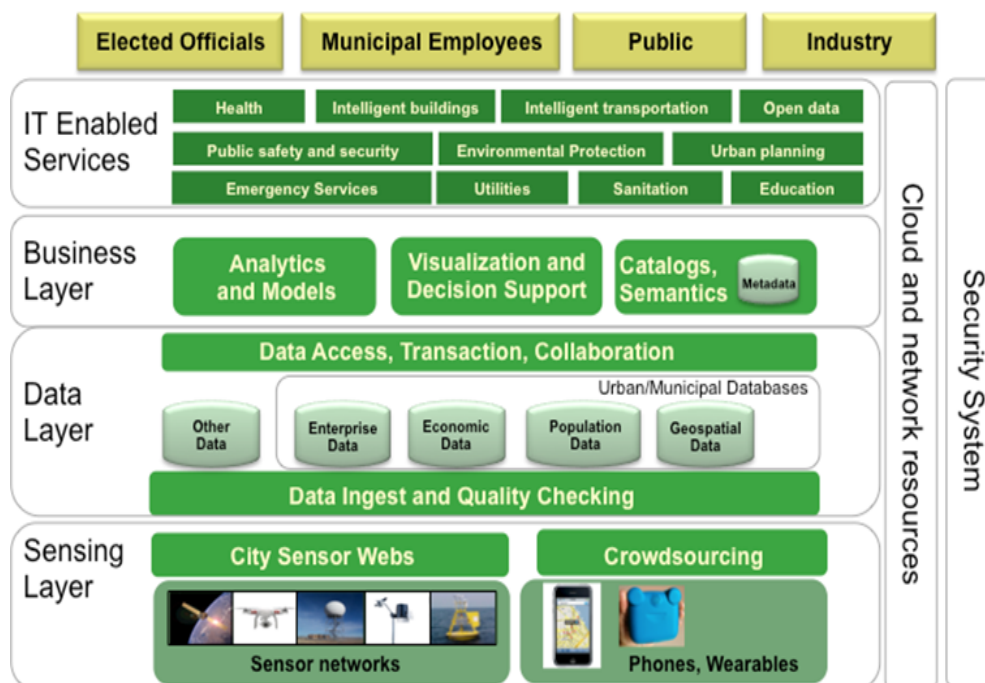 Elected Officials
Municipal Employees
Public
Industry
IT Enabled
Services
Health
Intelligent buildings
Intelligent transportation
Open data
Public safety and security
Environmental Protection
Urban planning
Emergency Services
Utilities
Sanitation
Education
Business
Layer
Analytics
and Models
Visualization and
Decision Support
Catalogs,
Semantics
Metadata
Data
Layer
Data Access, Transaction, Collaboration
Urban/Municipal Databases
Other
Data
Enterprise
Data
Economic
Data
Population
Data
Geospatial
Data
Data Ingest and Quality Checking
Sensing
Layer
City Sensor Webs
Crowdsourcing
Sensor networks
Phones, Wearables
Cloud and network resources
Security System